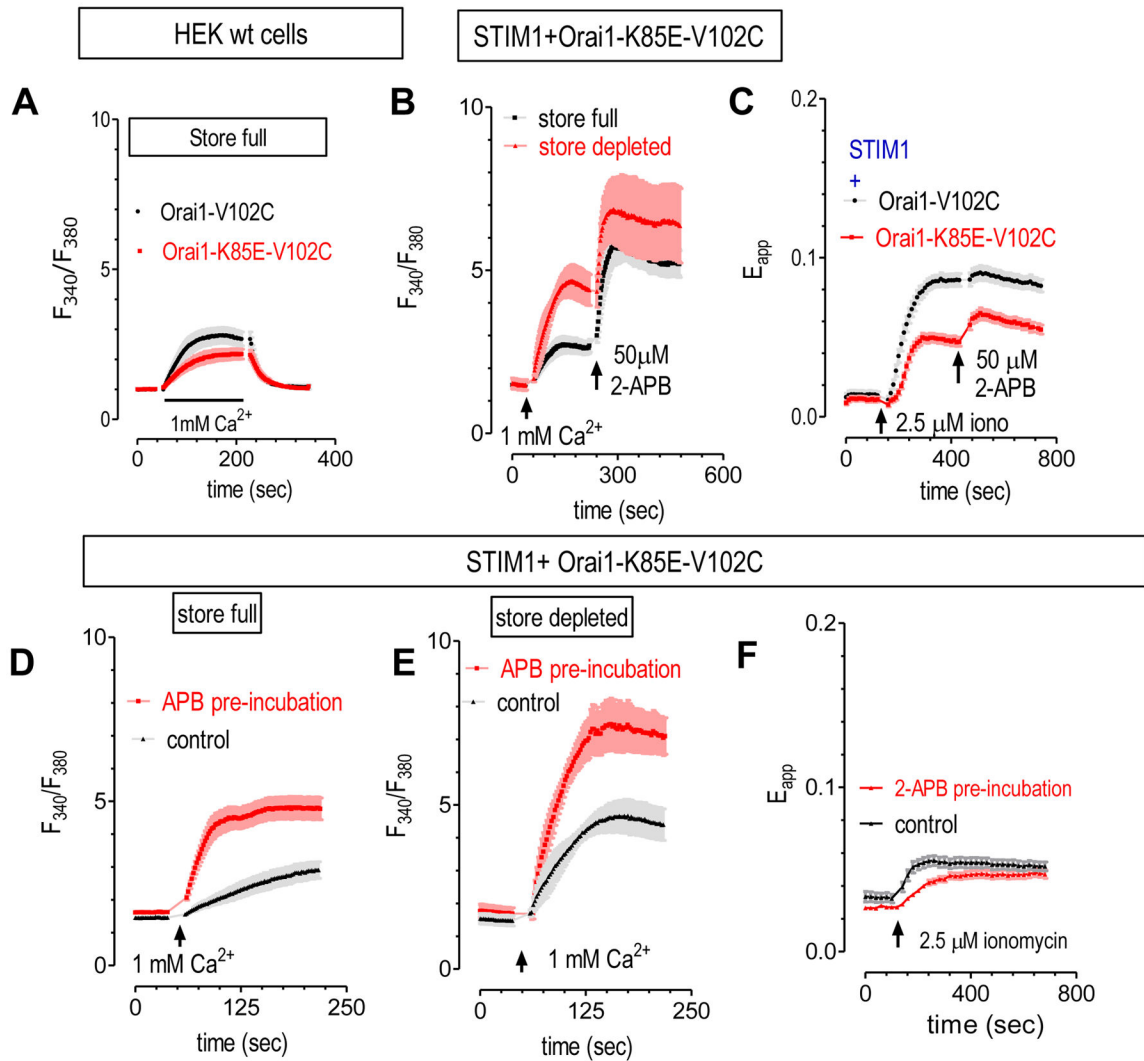 HEK wt cells
STIM1+Orai1-K85E-V102C
A
Store full
Orai1-V102C
Orai1-K85E-V102C
F340/F380
10
5
0
1mM Ca2+
0 200 400
time (sec)
B
store full
store depleted
F340/F380
10
5
0
50μM
2-APB
1 mM Ca2+
0 300 600
time (sec)
C
STIM1
+
Orai1-V102C
Orai1-K85E-V102C
Eapp
0.2
0.1
0.0
50 μM
2-APB
2.5 μM iono
0 400 800
time (sec)
STIM1+ Orai1-K85E-V102C
D
store full
APB pre-incubation
control
F340/F380
10
5
0
1 mM Ca2+
0 125 250
time (sec)
E
store depleted
APB pre-incubation
control
F340/F380
10
5
0
1 mM Ca2+
0 125 250
time (sec)
F
2-APB pre-incubation
control
Eapp
0.2
0.1
0.0
2.5 μM ionomycin
0 400 800
time (sec)